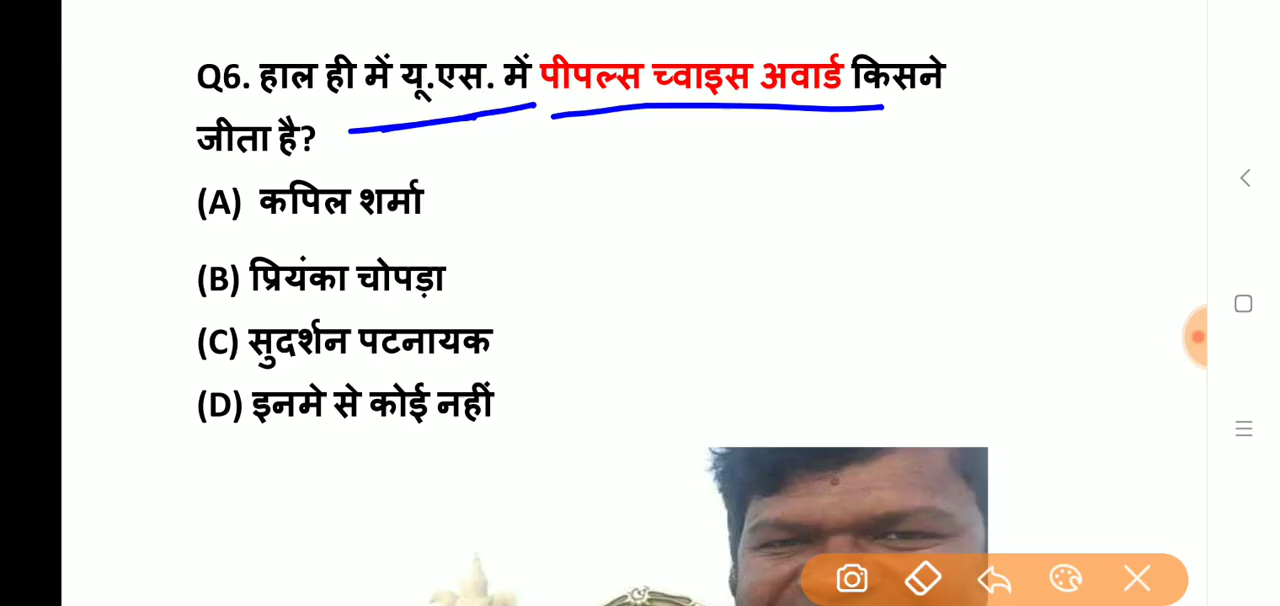 Q6. हाल ही में यू.एस. में पीपल्स च्वाइस अवार्ड किसने
जीता है?
(A) कपिल शर्मा
(B) प्रियंका चोपड़ा
(C) सुदर्शन पटनायक
(D) इनमे से कोई नहीं